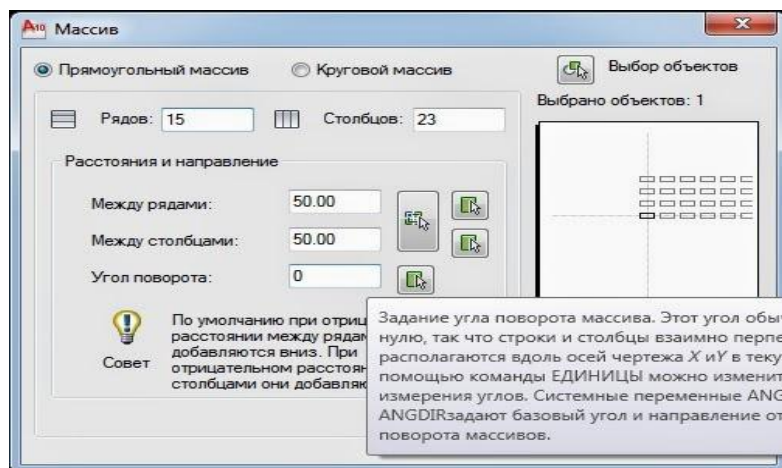 A10 Массив
Прямоугольный массив Круговой массив Выбор объектов
Выбрано объектов: 1
Рядов: 15 Столбцов: 23
Расстояния и направление
Между рядами: 50.00
Между столбцами: 50.00
Угол поворота: 0
Совет
По умолчанию при отриц
расстоянии между рядам
добавляются вниз. При
отрицательном расстоян
столбцами они добавляю
Задание угла поворота массива. Этот угол обы
нулю, так что строки и столбцы взаимно перпе
располагаются вдоль осей чертежа X иY в теку
помощью команды ЕДИНИЦЫ можно изменит
измерения углов. Системные переменные ANG
ANGDIRзадают базовый угол и направление от
поворота массивов.